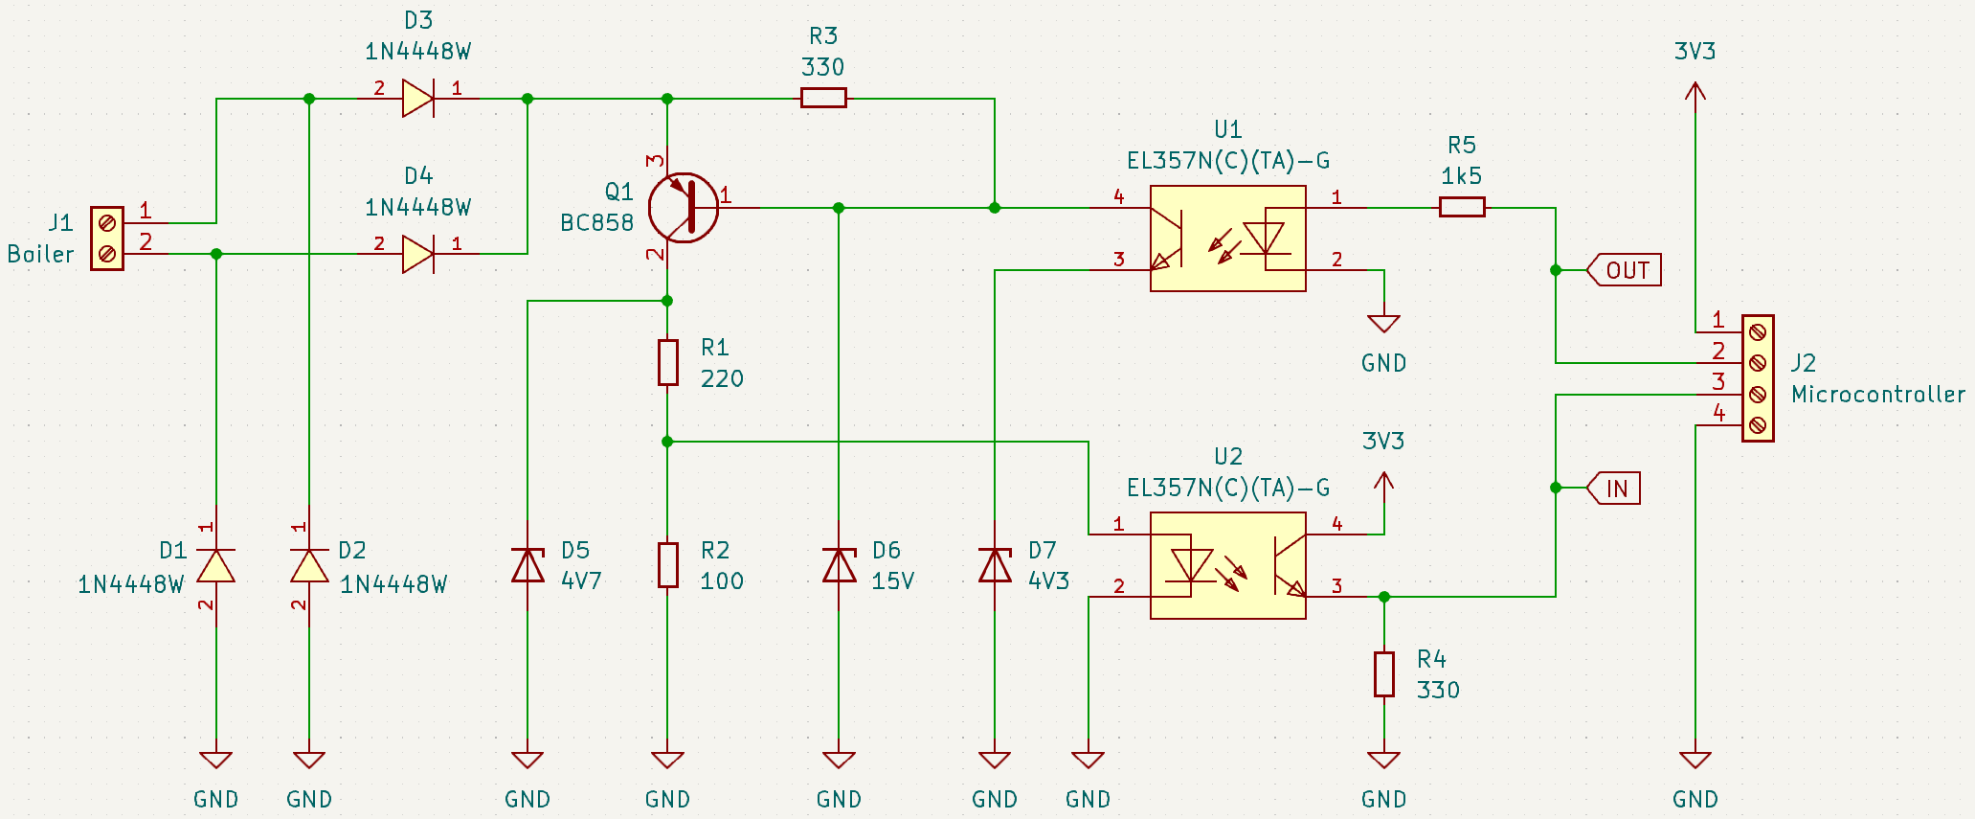 D3
1N4448W
2
1
R3
330
3V3
D4
1N4448W
2
1
J1
Boiler
1
2
Q1
BC858
3
1
2
U1
EL357N(C)(TA)-G
4
3
1
2
R5
1k5
OUT
GND
R1
220
1
2
3
4
J2
Microcontroller
3V3
U2
EL357N(C)(TA)-G
1
2
4
3
IN
D1
1N4448W
1
2
D2
1N4448W
1
2
D5
4V7
R2
100
D6
15V
D7
4V3
R4
330
GND
GND
GND
GND
GND
GND
GND
GND
GND